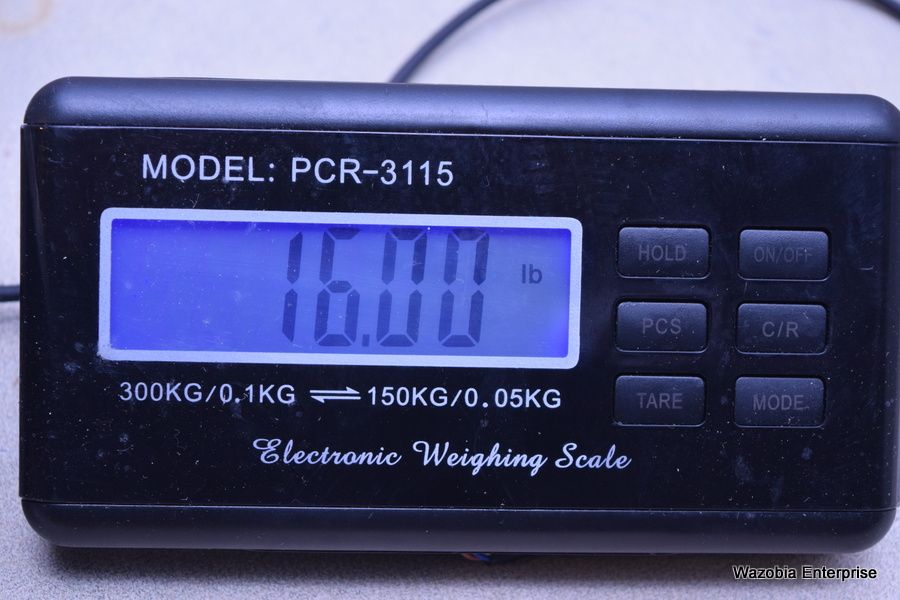 MODEL: PCR-3115
16.00 lb
HOLD ON/OFF
PCS C/R
300KG/0.1KG ⇌ 150KG/0.05KG
TARE MODE
Electronic Weighing Scale
Wazobia Enterprise